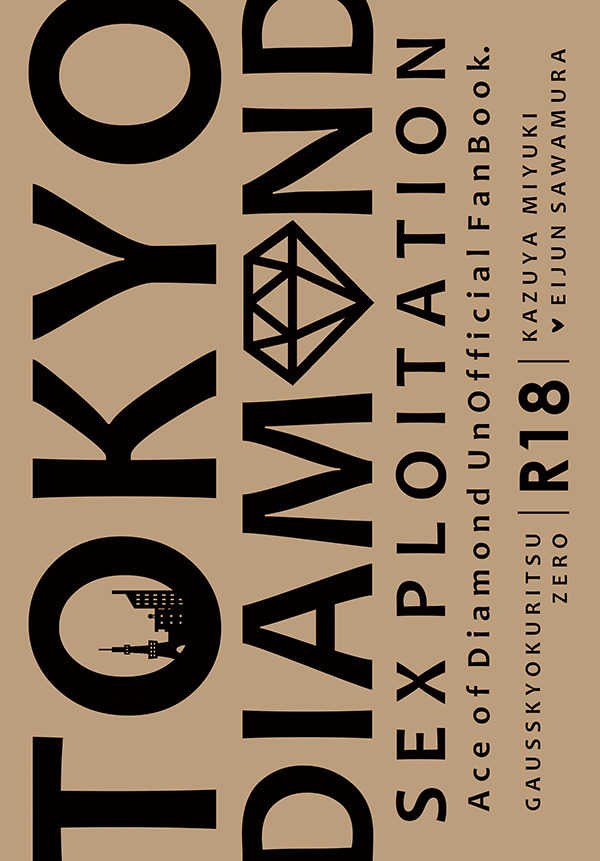 TOKYO
DIAMOND
SEXPLOITATION
Ace of Diamond UnOfficial FanBook.
GAUSSKYOKURITSU
ZERO
R18
KAZUYA MIYUKI
♥EIJUN SAWAMURA